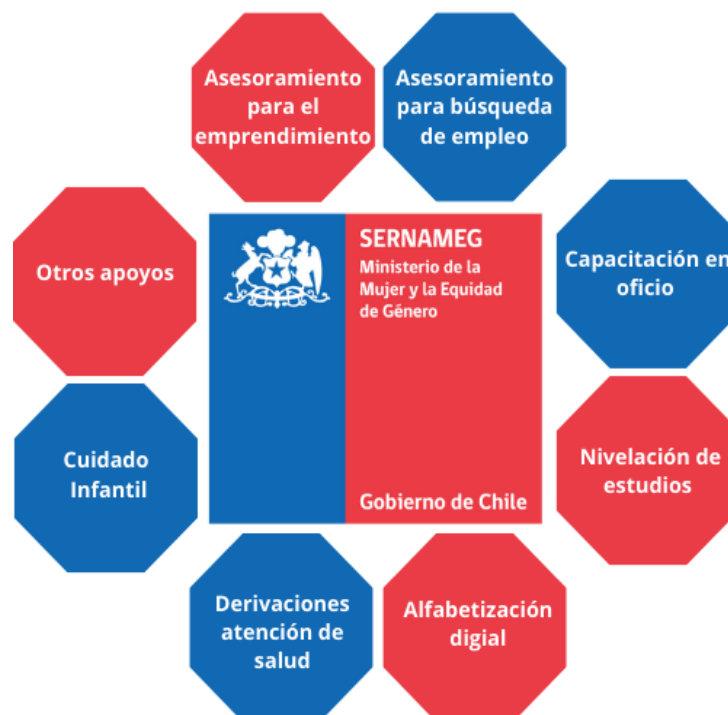 Asesoramiento
para el
emprendimiento
Asesoramiento
para búsqueda
de empleo
Otros apoyos
SERNAMEG
Ministerio de la
Mujer y la Equidad
de Género
Capacitación en
oficio
Cuidado
Infantil
Nivelación de
estudios
Gobierno de Chile
Derivaciones
atención de
salud
Alfabetización
digial